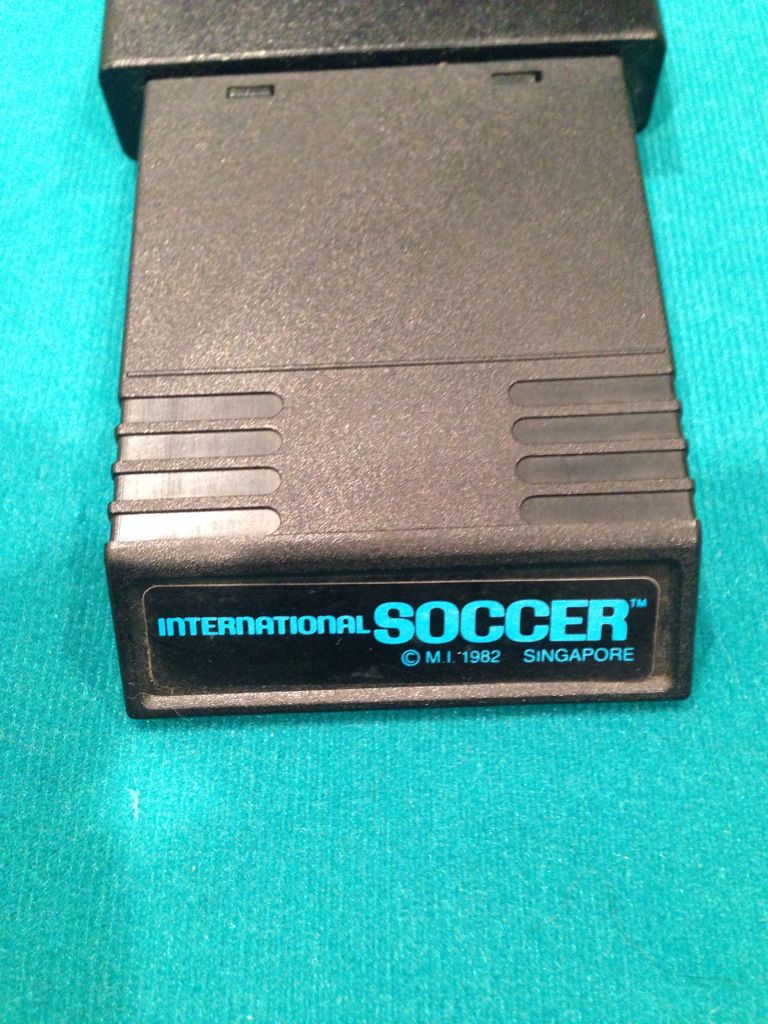 INTERNATIONAL SOCCER™
© M.I. 1982 SINGAPORE